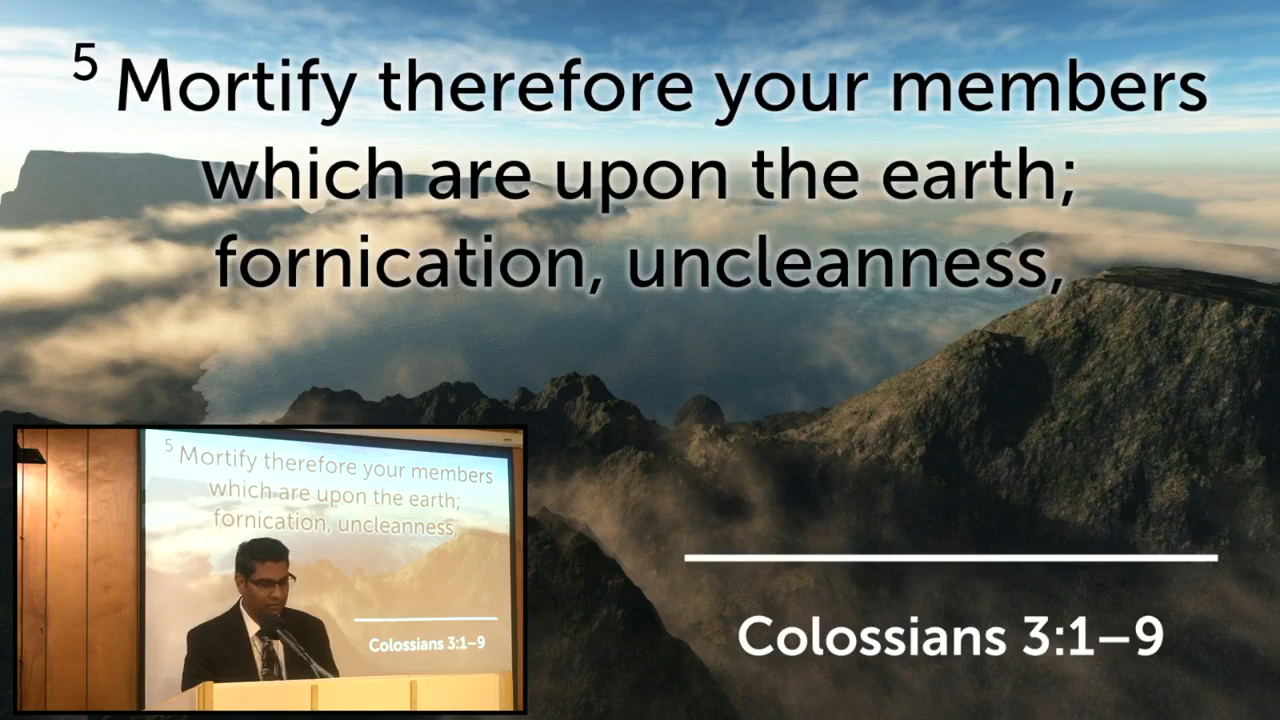 5 Mortify therefore your members
which are upon the earth;
fornication, uncleanness,
Colossians 3:1–9
5 Mortify therefore your members
which are upon the earth;
fornication, uncleanness,
Colossians 3:1–9